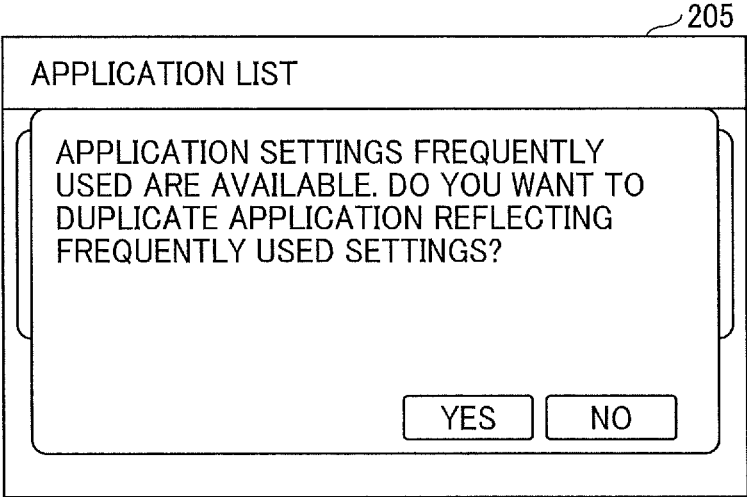 205
APPLICATION LIST
APPLICATION SETTINGS FREQUENTLY
USED ARE AVAILABLE. DO YOU WANT TO
DUPLICATE APPLICATION REFLECTING
FREQUENTLY USED SETTINGS?
YES NO